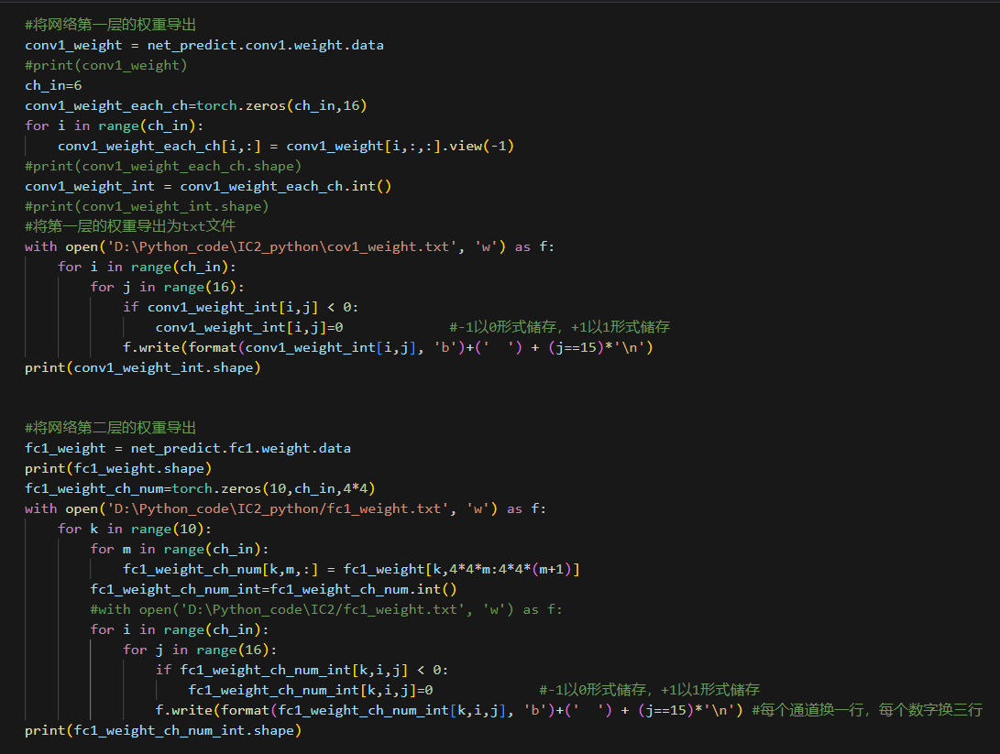 #将网络第一层的权重导出
conv1_weight = net_predict.conv1.weight.data
#print(conv1_weight)
ch_in=6
conv1_weight_each_ch=torch.zeros(ch_in,16)
for i in range(ch_in):
    conv1_weight_each_ch[i,:] = conv1_weight[i,:,:].view(-1)
#print(conv1_weight_each_ch.shape)
conv1_weight_int = conv1_weight_each_ch.int()
#print(conv1_weight_int.shape)
#将第一层的权重导出为txt文件
with open('D:\Python_code\IC2_python\cov1_weight.txt', 'w') as f:
    for i in range(ch_in):
        for j in range(16):
            if conv1_weight_int[i,j] < 0:
                conv1_weight_int[i,j]=0             #-1以0形式储存，+1以1形式储存
            f.write(format(conv1_weight_int[i,j], 'b')+('  ') + (j==15)*'\n')
print(conv1_weight_int.shape)
#将网络第二层的权重导出
fc1_weight = net_predict.fc1.weight.data
print(fc1_weight.shape)
fc1_weight_ch_num=torch.zeros(10,ch_in,4*4)
with open('D:\Python_code\IC2_python/fc1_weight.txt', 'w') as f:
    for k in range(10):
        for m in range(ch_in):
            fc1_weight_ch_num[k,m,:] = fc1_weight[k,4*4*m:4*4*(m+1)]
        fc1_weight_ch_num_int=fc1_weight_ch_num.int()
        #with open('D:\Python_code\IC2/fc1_weight.txt', 'w') as f:
        for i in range(ch_in):
            for j in range(16):
                if fc1_weight_ch_num_int[k,i,j] < 0:
                    fc1_weight_ch_num_int[k,i,j]=0             #-1以0形式储存，+1以1形式储存
                f.write(format(fc1_weight_ch_num_int[k,i,j], 'b')+('  ') + (j==15)*'\n') #每个通道换一行，每个数字换三行
print(fc1_weight_ch_num_int.shape)